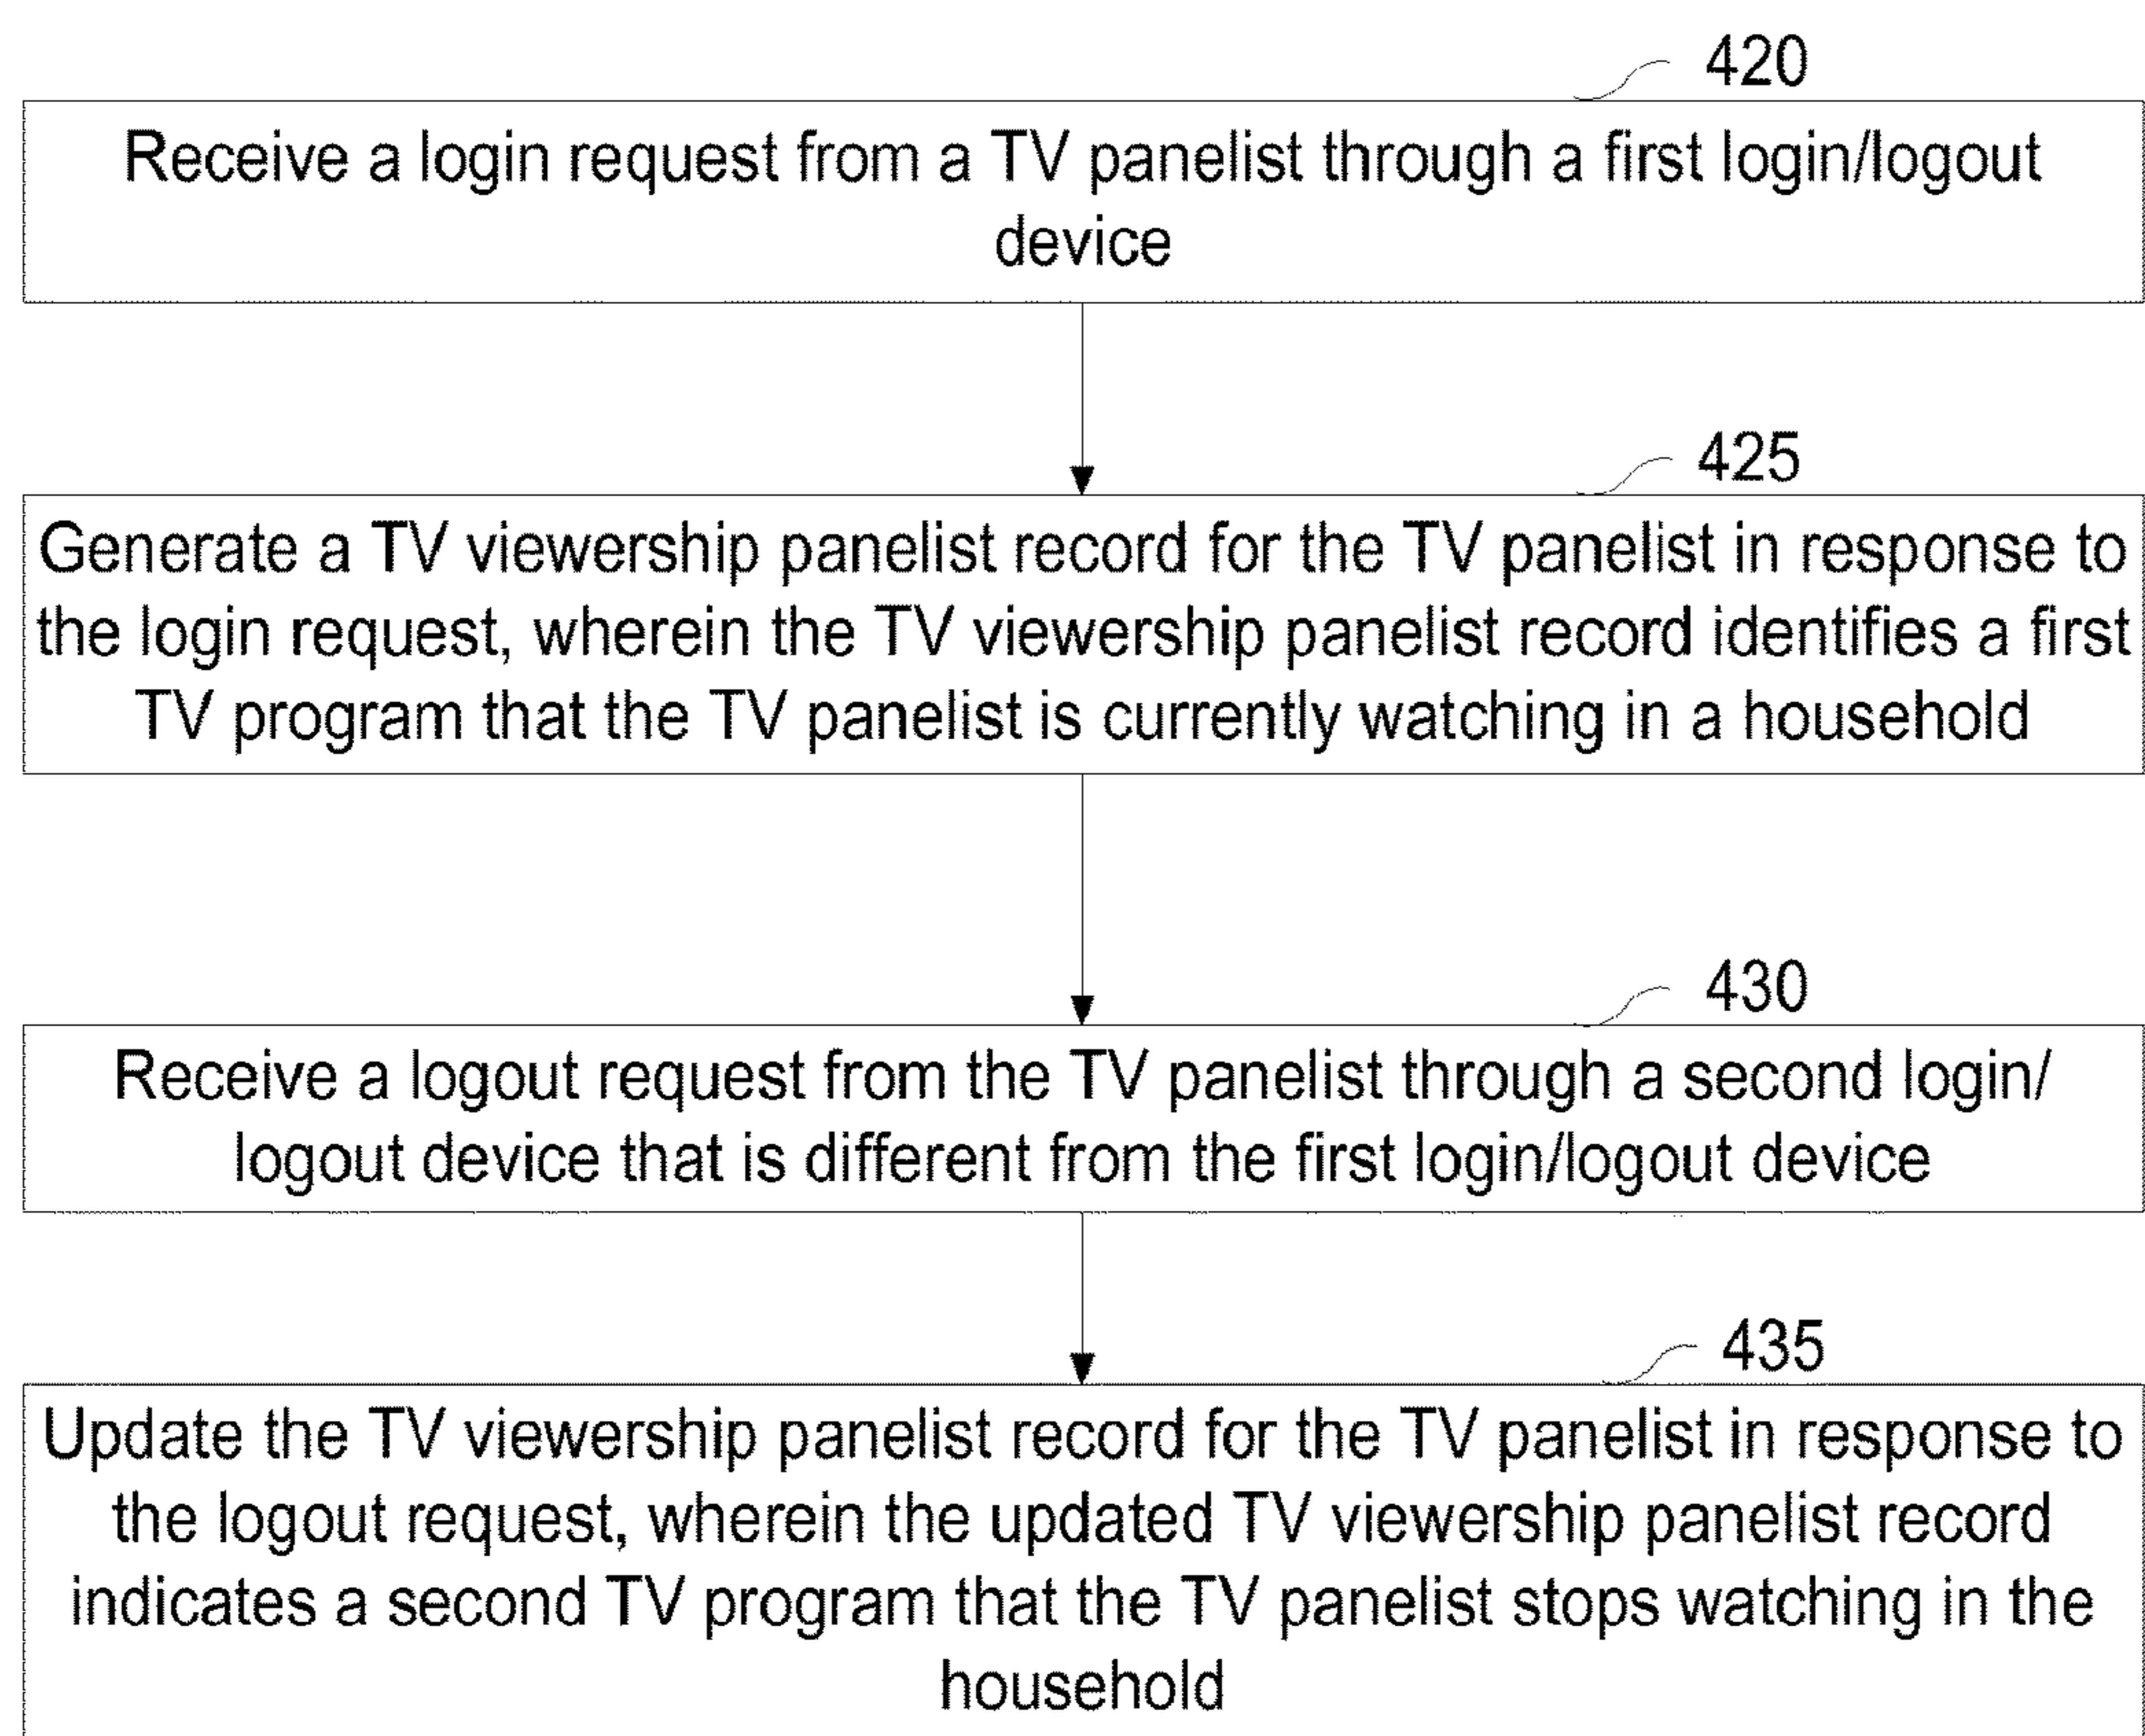 420
Receive a login request from a TV panelist through a first login/logout
device
425
Generate a TV viewership panelist record for the TV panelist in response to
the login request, wherein the TV viewership panelist record identifies a first
TV program that the TV panelist is currently watching in a household
430
Receive a logout request from the TV panelist through a second login/
logout device that is different from the first login/logout device
435
Update the TV viewership panelist record for the TV panelist in response to
the logout request, wherein the updated TV viewership panelist record
indicates a second TV program that the TV panelist stops watching in the
household